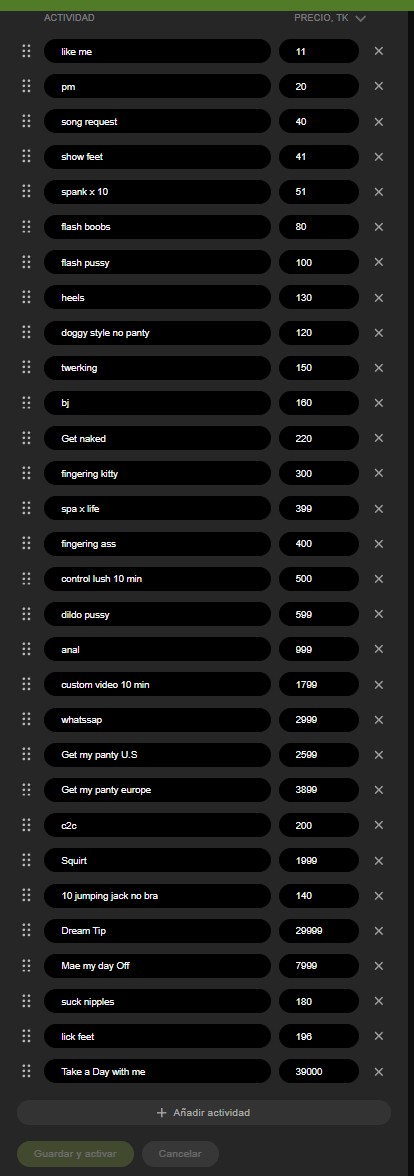 ACTIVIDAD PRECIO, TK
like me 11
pm 20
song request 40
show feet 41
spank x 10 51
flash boobs 80
flash pussy 100
heels 130
doggy style no panty 120
twerking 150
bj 160
Get naked 220
fingering kitty 300
spa x life 399
fingering ass 400
control lush 10 min 500
dildo pussy 599
anal 999
custom video 10 min 1799
whatssap 2999
Get my panty U.S 2599
Get my panty europe 3899
c2c 200
Squirt 1999
10 jumping jack no bra 140
Dream Tip 29999
Mae my day Off 7999
suck nipples 180
lick feet 196
Take a Day with me 39000
+ Añadir actividad
Guardar y activar Cancelar